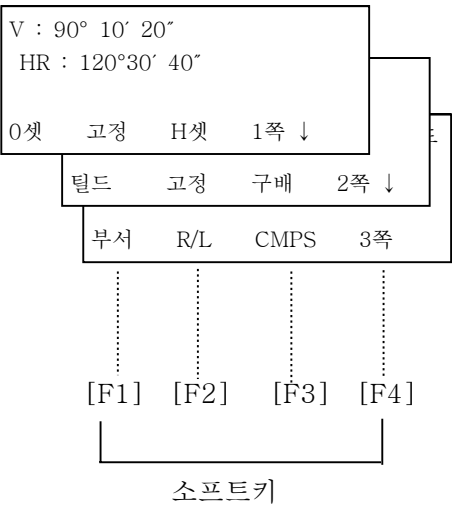 V : 90° 10′ 20″
HR : 120°30′ 40″
0셋 고정 H셋 1쪽 ↓
틸드 고정 구배 2쪽 ↓
부서 R/L CMPS 3쪽
[F1] [F2] [F3] [F4]
소프트키